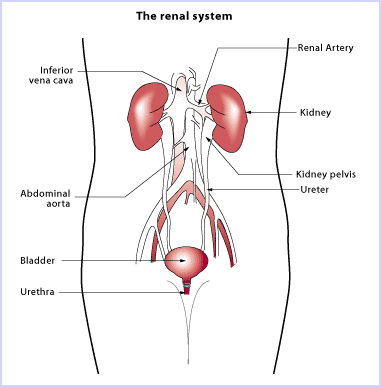 The renal system
Renal Artery
Inferior
vena cava
Kidney
Kidney pelvis
Ureter
Abdominal
aorta
Bladder
Urethra